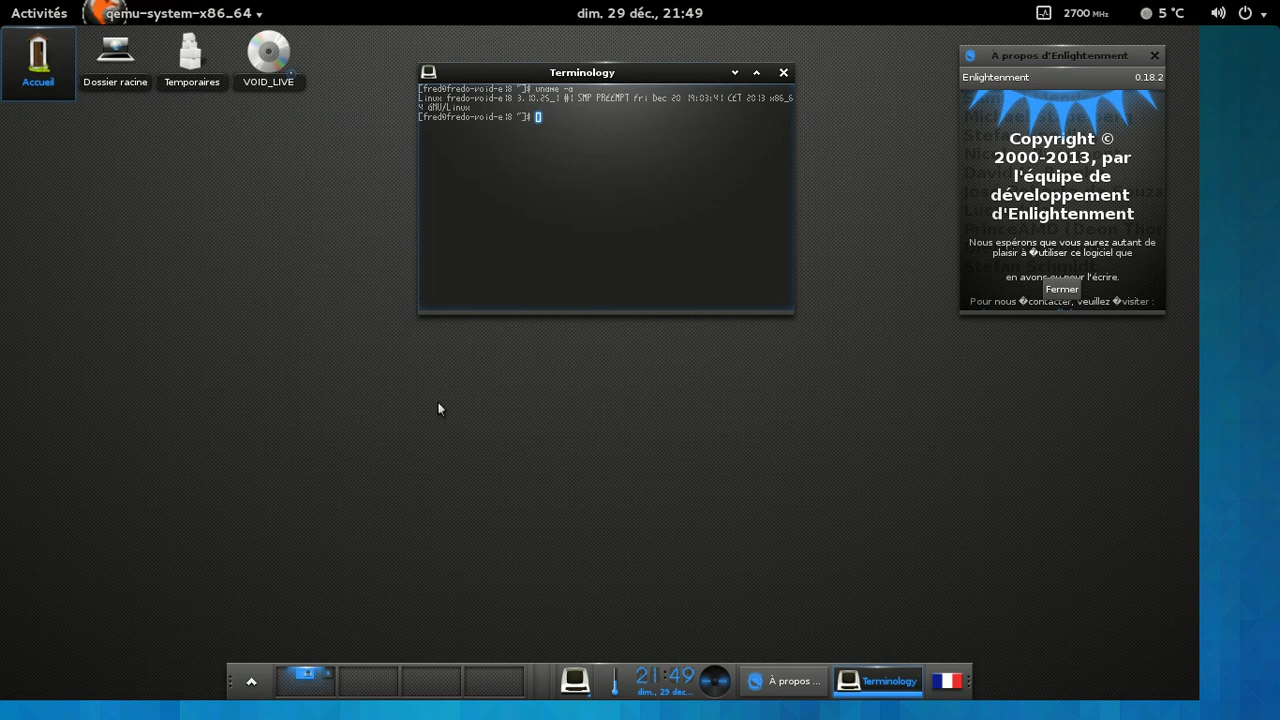 Activités
qemu-system-x86_64
dim. 29 déc., 21:49
2700 MHz
5 °C
Accueil
Dossier racine
Temporaires
VOID_LIVE
Terminology
[fred@fredo-void-e18 ~]$ uname -a
Linux fredo-void-e18 3.10.25_1 #1 SMP PREEMPT Fri Dec 20 19:03:41 CET 2013 x86_6
4 GNU/Linux
[fred@fredo-void-e18 ~]$
À propos d'Enlightenment
Enlightenment
0.18.2
Copyright ©
2000-2013, par
l'équipe de
développement
d'Enlightenment
Nous espérons que vous aurez autant de
plaisir à �utiliser ce logiciel que
en avons eu pour l'écrire.
Fermer
Pour nous �contacter, veuillez �visiter :
21:49
dim., 29 déc...
À propos ...
Terminology